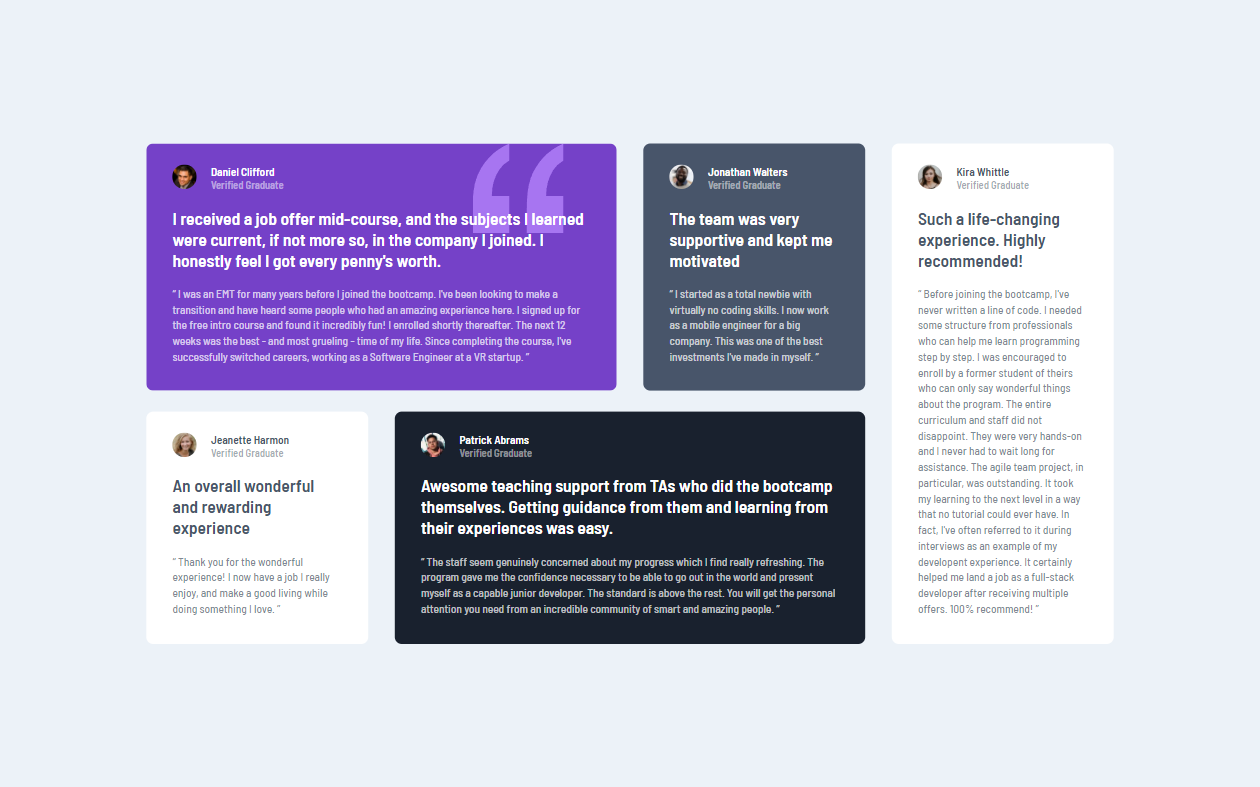 Daniel Clifford
Verified Graduate
I received a job offer mid-course, and the subjects I learned
were current, if not more so, in the company I joined. I
honestly feel I got every penny's worth.
“ I was an EMT for many years before I joined the bootcamp. I've been looking to make a
transition and have heard some people who had an amazing experience here. I signed up for
the free intro course and found it incredibly fun! I enrolled shortly thereafter. The next 12
weeks was the best - and most grueling - time of my life. Since completing the course, I've
successfully switched careers, working as a Software Engineer at a VR startup. ”
Jonathan Walters
Verified Graduate
The team was very
supportive and kept me
motivated
“ I started as a total newbie with
virtually no coding skills. I now work
as a mobile engineer for a big
company. This was one of the best
investments I've made in myself. ”
Kira Whittle
Verified Graduate
Such a life-changing
experience. Highly
recommended!
“ Before joining the bootcamp, I've
never written a line of code. I needed
some structure from professionals
who can help me learn programming
step by step. I was encouraged to
enroll by a former student of theirs
who can only say wonderful things
about the program. The entire
curriculum and staff did not
disappoint. They were very hands-on
and I never had to wait long for
assistance. The agile team project, in
particular, was outstanding. It took
my learning to the next level in a way
that no tutorial could ever have. In
fact, I've often referred to it during
interviews as an example of my
developent experience. It certainly
helped me land a job as a full-stack
developer after receiving multiple
offers. 100% recommend! ”
Jeanette Harmon
Verified Graduate
An overall wonderful
and rewarding
experience
“ Thank you for the wonderful
experience! I now have a job I really
enjoy, and make a good living while
doing something I love. ”
Patrick Abrams
Verified Graduate
Awesome teaching support from TAs who did the bootcamp
themselves. Getting guidance from them and learning from
their experiences was easy.
“ The staff seem genuinely concerned about my progress which I find really refreshing. The
program gave me the confidence necessary to be able to go out in the world and present
myself as a capable junior developer. The standard is above the rest. You will get the personal
attention you need from an incredible community of smart and amazing people. ”